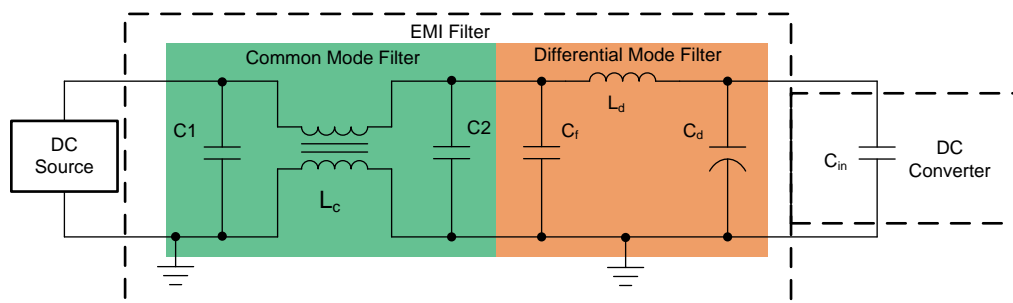 EMI Filter
Common Mode Filter
Differential Mode Filter
DC
Source
C1
Lc
C2
Cf
Ld
Cd
Cin
DC
Converter